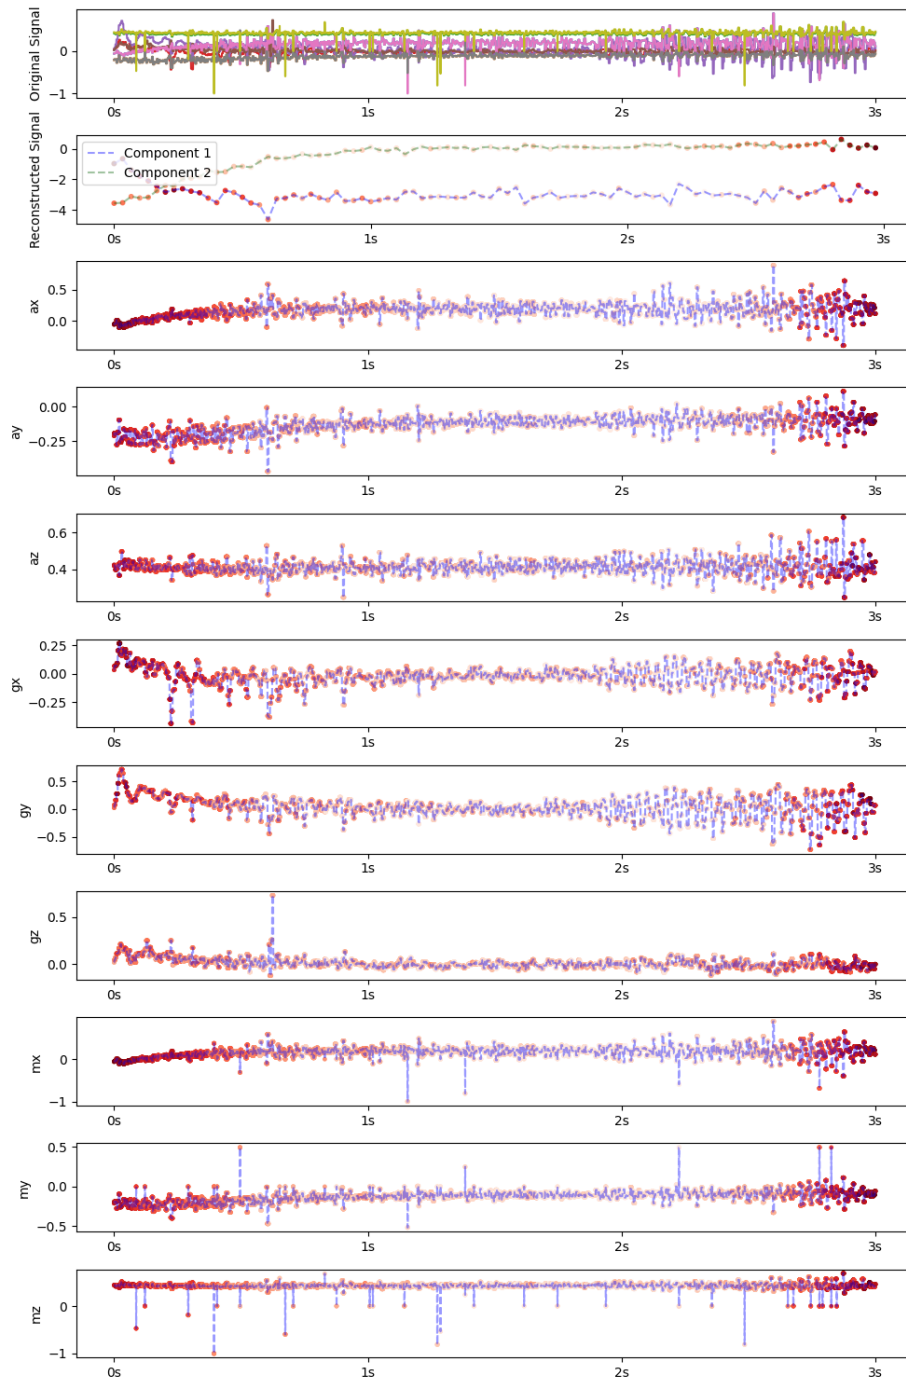 Original Signal
0
−1
0s
1s
2s
3s
Reconstructed Signal
0
−2
−4
Component 1
Component 2
0s
1s
2s
3s
ax
0.5
0.0
0s
1s
2s
3s
ay
0.00
−0.25
0s
1s
2s
3s
az
0.6
0.4
0s
1s
2s
3s
gx
0.25
0.00
−0.25
0s
1s
2s
3s
gy
0.5
0.0
−0.5
0s
1s
2s
3s
gz
0.5
0.0
0s
1s
2s
3s
mx
0
−1
0s
1s
2s
3s
my
0.5
0.0
−0.5
0s
1s
2s
3s
mz
0
−1
0s
1s
2s
3s